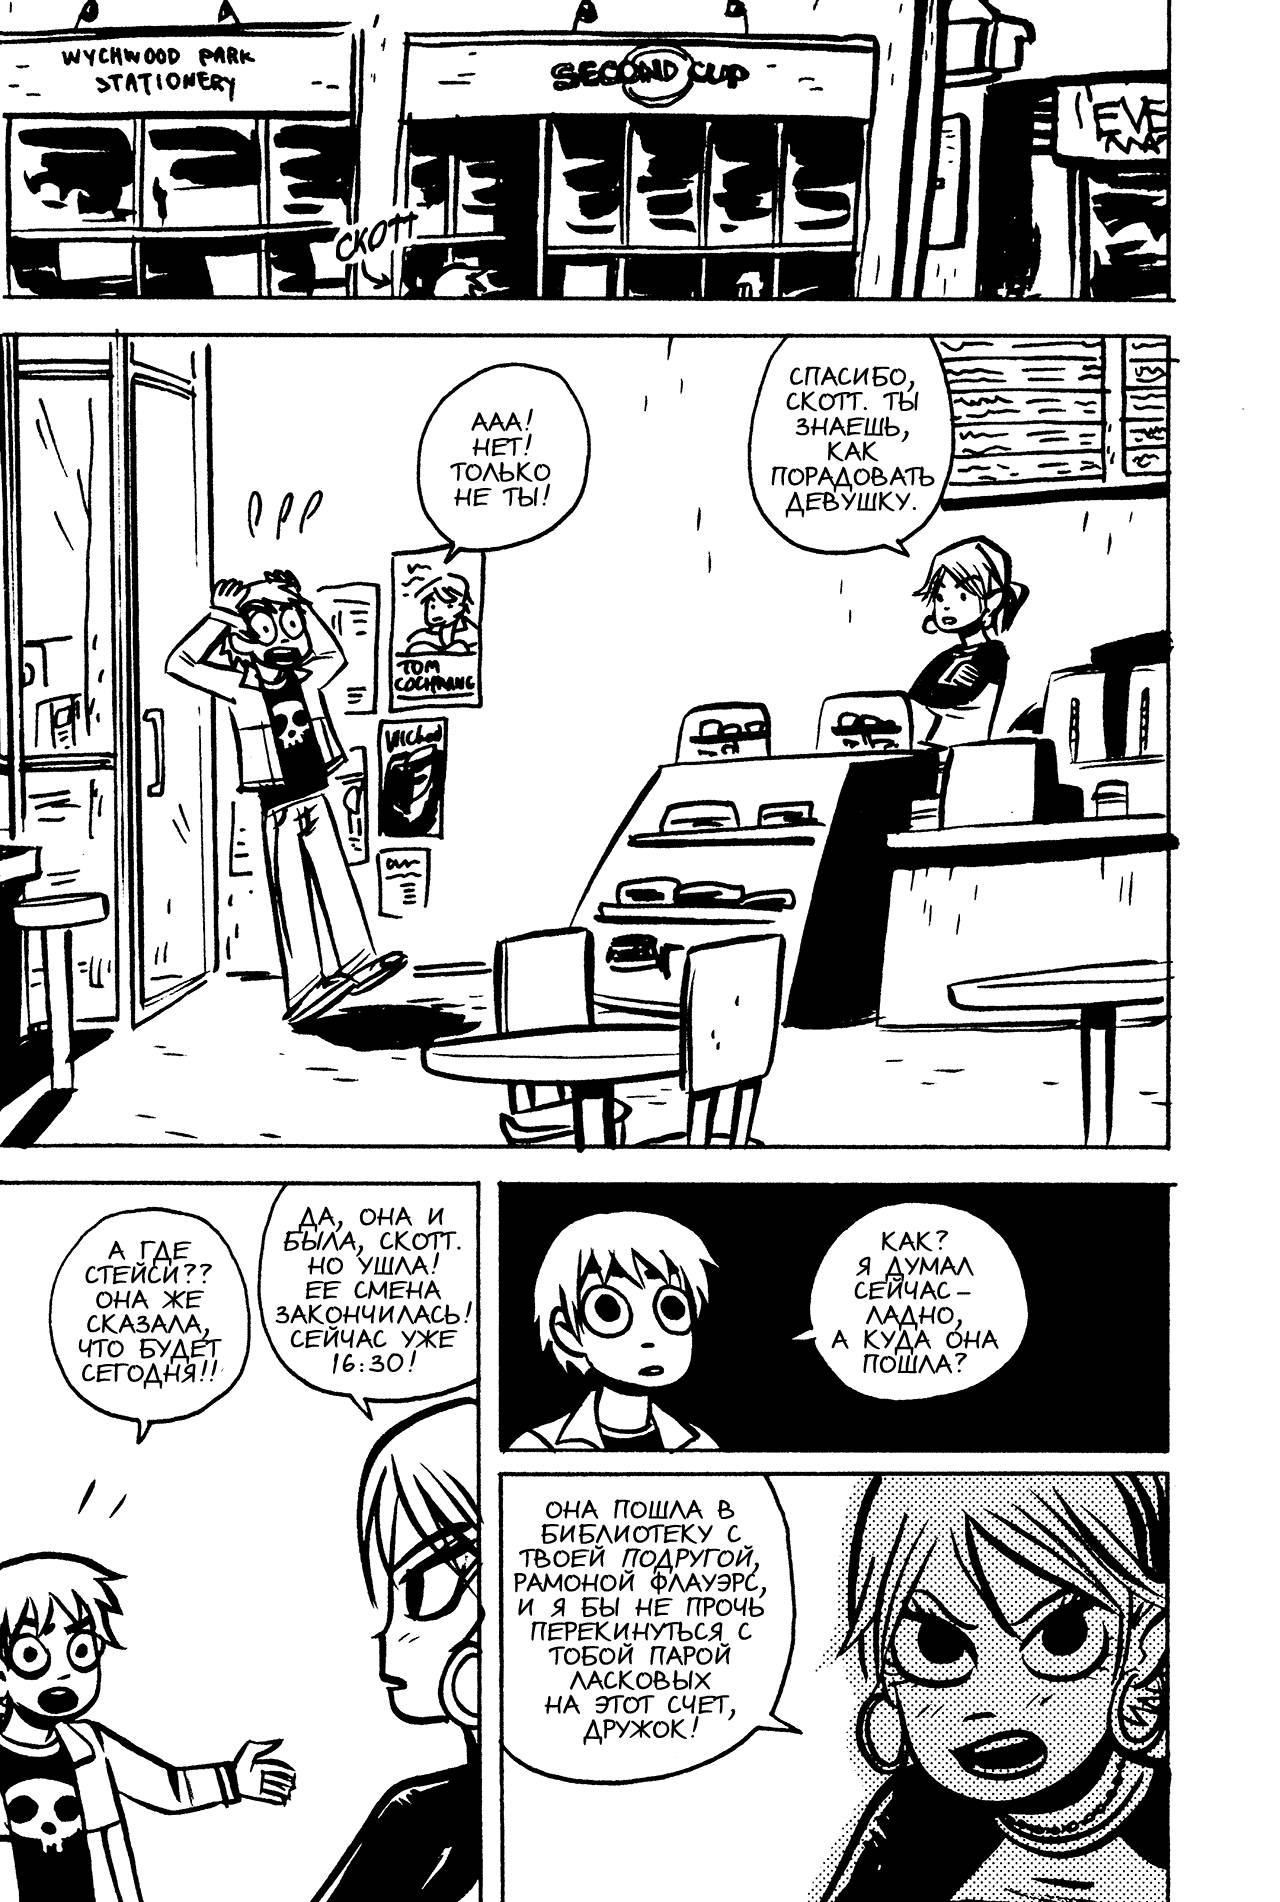 WYCHWOOD PARK
STATIONERY
SECOND CUP
EVE
СКОТТ
ААА!
НЕТ!
ТОЛЬКО
НЕ ТЫ!
СПАСИБО,
СКОТТ. ТЫ
ЗНАЕШЬ,
КАК
ПОРАДОВАТЬ
ДЕВУШКУ.
TOM
COCHRANE
WICKED
А ГДЕ
СТЕЙСИ??
ОНА ЖЕ
СКАЗАЛА,
ЧТО БУДЕТ
СЕГОДНЯ!!
ДА, ОНА И
БЫЛА, СКОТТ.
НО УШЛА!
ЕЕ СМЕНА
ЗАКОНЧИЛАСЬ!
СЕЙЧАС УЖЕ
16:30!
КАК?
Я ДУМАЛ
СЕЙЧАС –
ЛАДНО,
А КУДА ОНА
ПОШЛА?
ОНА ПОШЛА В
БИБЛИОТЕКУ С
ТВОЕЙ ПОДРУГОЙ,
РАМОНОЙ ФЛАУЭРС,
И Я БЫ НЕ ПРОЧЬ
ПЕРЕКИНУТЬСЯ С
ТОБОЙ ПАРОЙ
ЛАСКОВЫХ
НА ЭТОТ СЧЕТ,
ДРУЖОК!